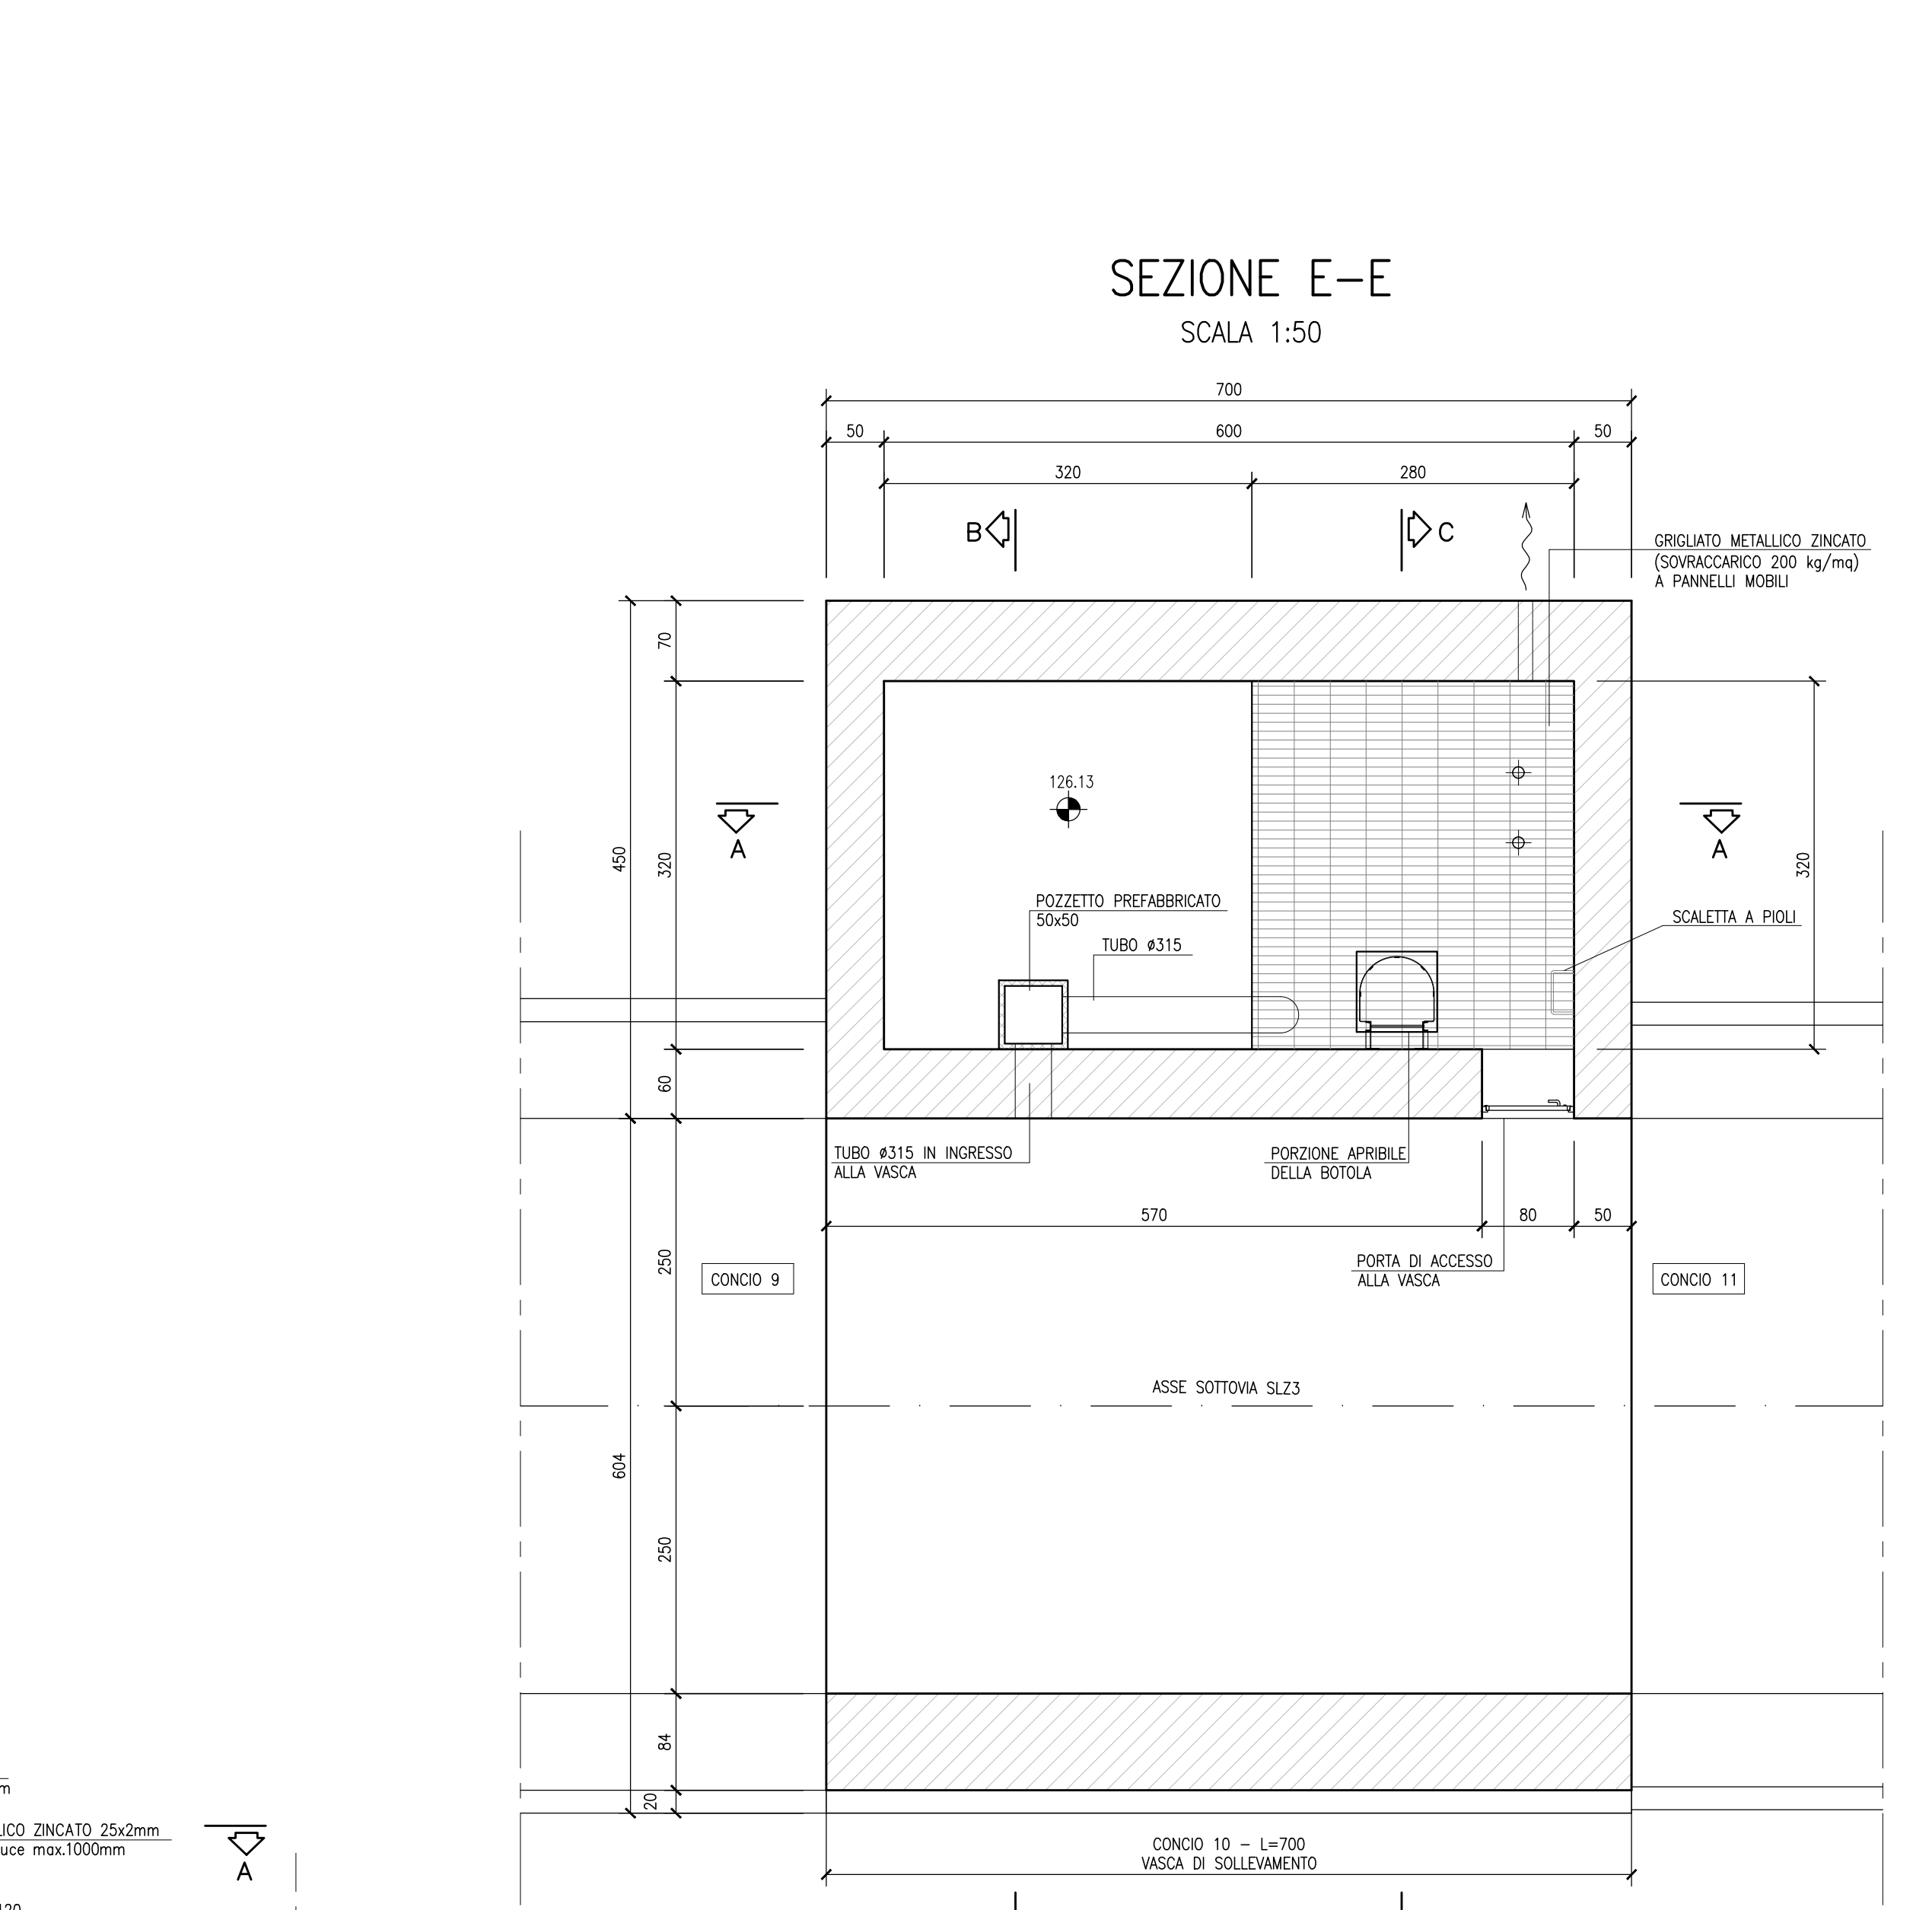 SEZIONE E-E
SCALA 1:50
700
50
600
50
320
280
B
C
GRIGLIATO METALLICO ZINCATO
(SOVRACCARICO 200 kg/mq)
A PANNELLI MOBILI
70
126.13
A
A
450
320
320
POZZETTO PREFABBRICATO
50x50
SCALETTA A PIOLI
TUBO ø315
60
TUBO ø315 IN INGRESSO
ALLA VASCA
PORZIONE APRIBILE
DELLA BOTOLA
570
80
50
250
PORTA DI ACCESSO
ALLA VASCA
CONCIO 9
CONCIO 11
ASSE SOTTOVIA SLZ3
604
250
84
20
ZINCATO 25x2mm
max.1000mm
A
CONCIO 10 - L=700
VASCA DI SOLLEVAMENTO